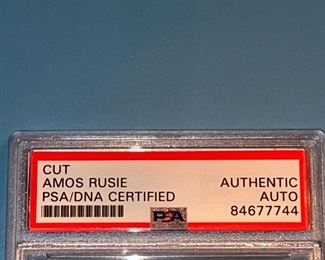 CUT
AMOS RUSIE AUTHENTIC
PSA/DNA CERTIFIED AUTO
PSA 84677744